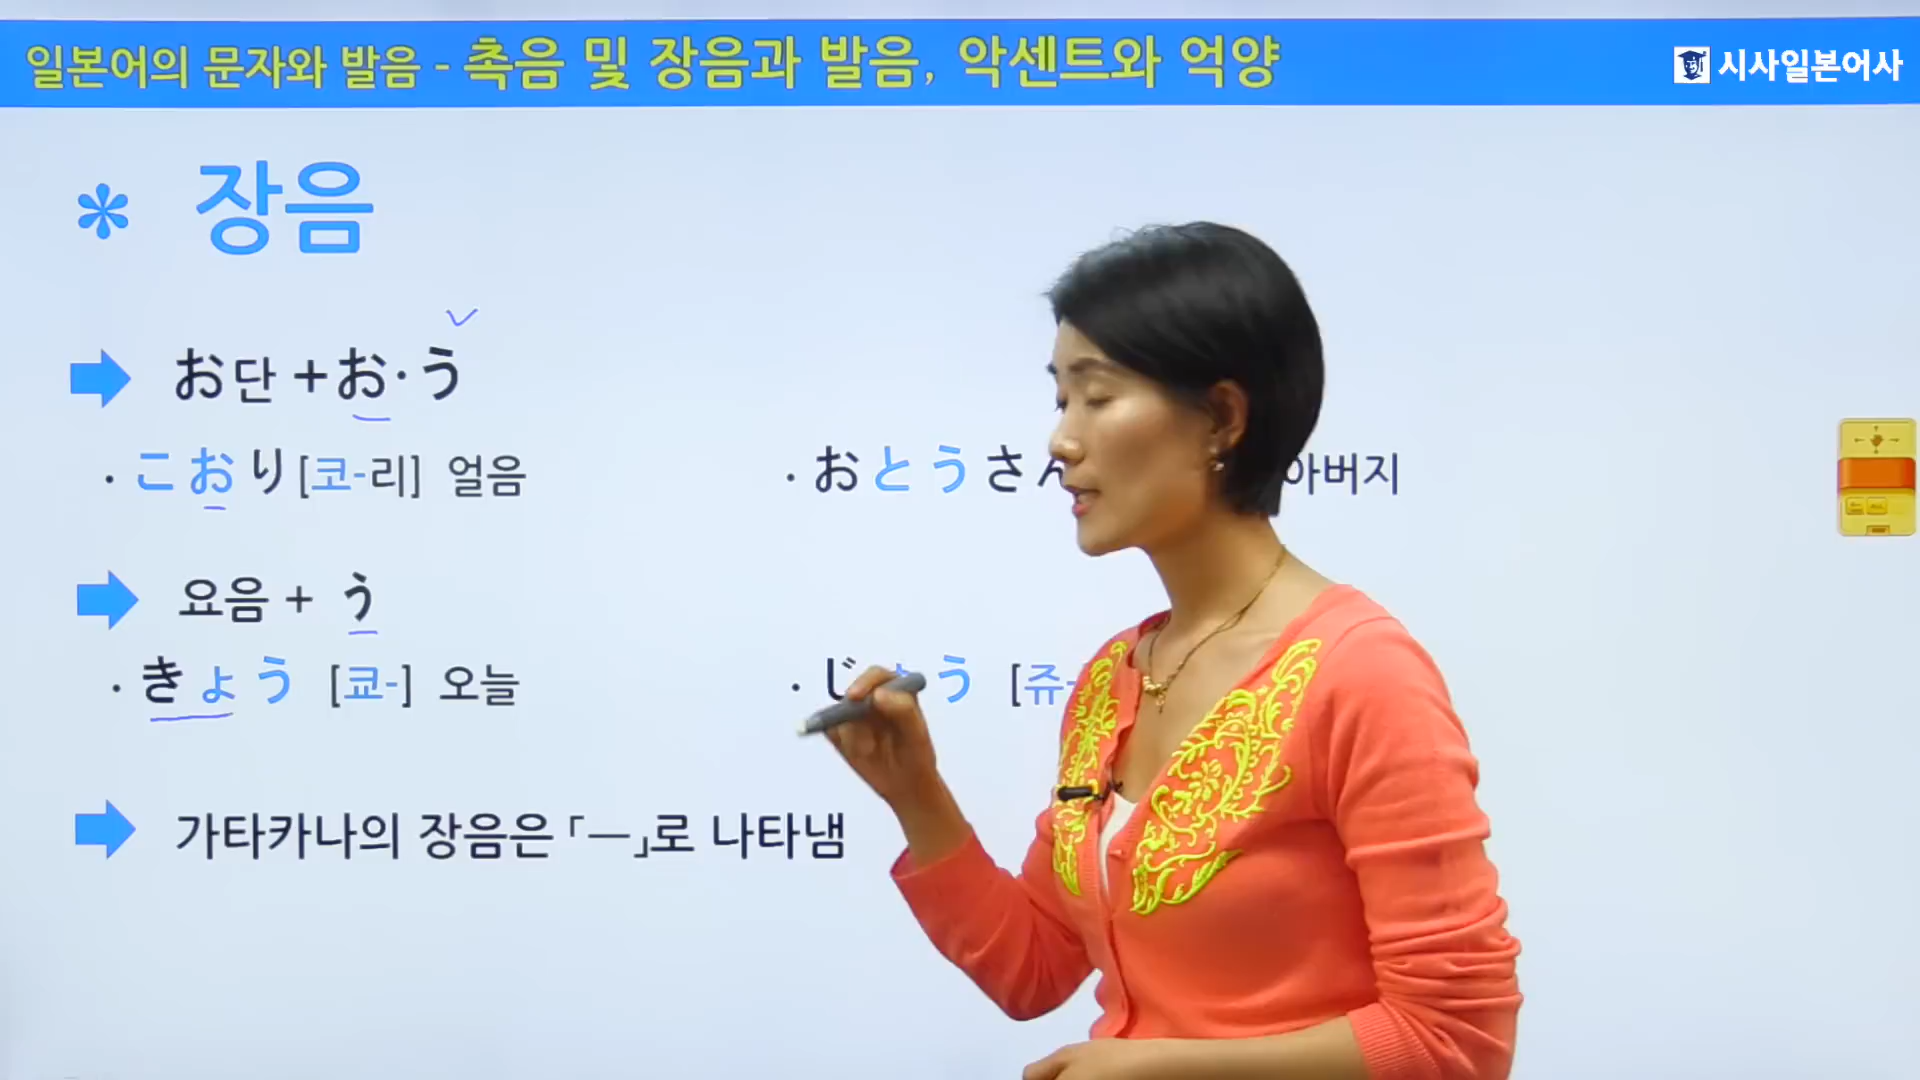 일본어의 문자와 발음 - 촉음 및 장음과 발음, 악센트와 억양
시사일본어사
* 장음
お단 + お·う
· こおり [코-리] 얼음
· おとうさん 아버지
요음 + う
· きょう [쿄-] 오늘
· じゅう [쥬-
가타카나의 장음은 「ー」로 나타냄